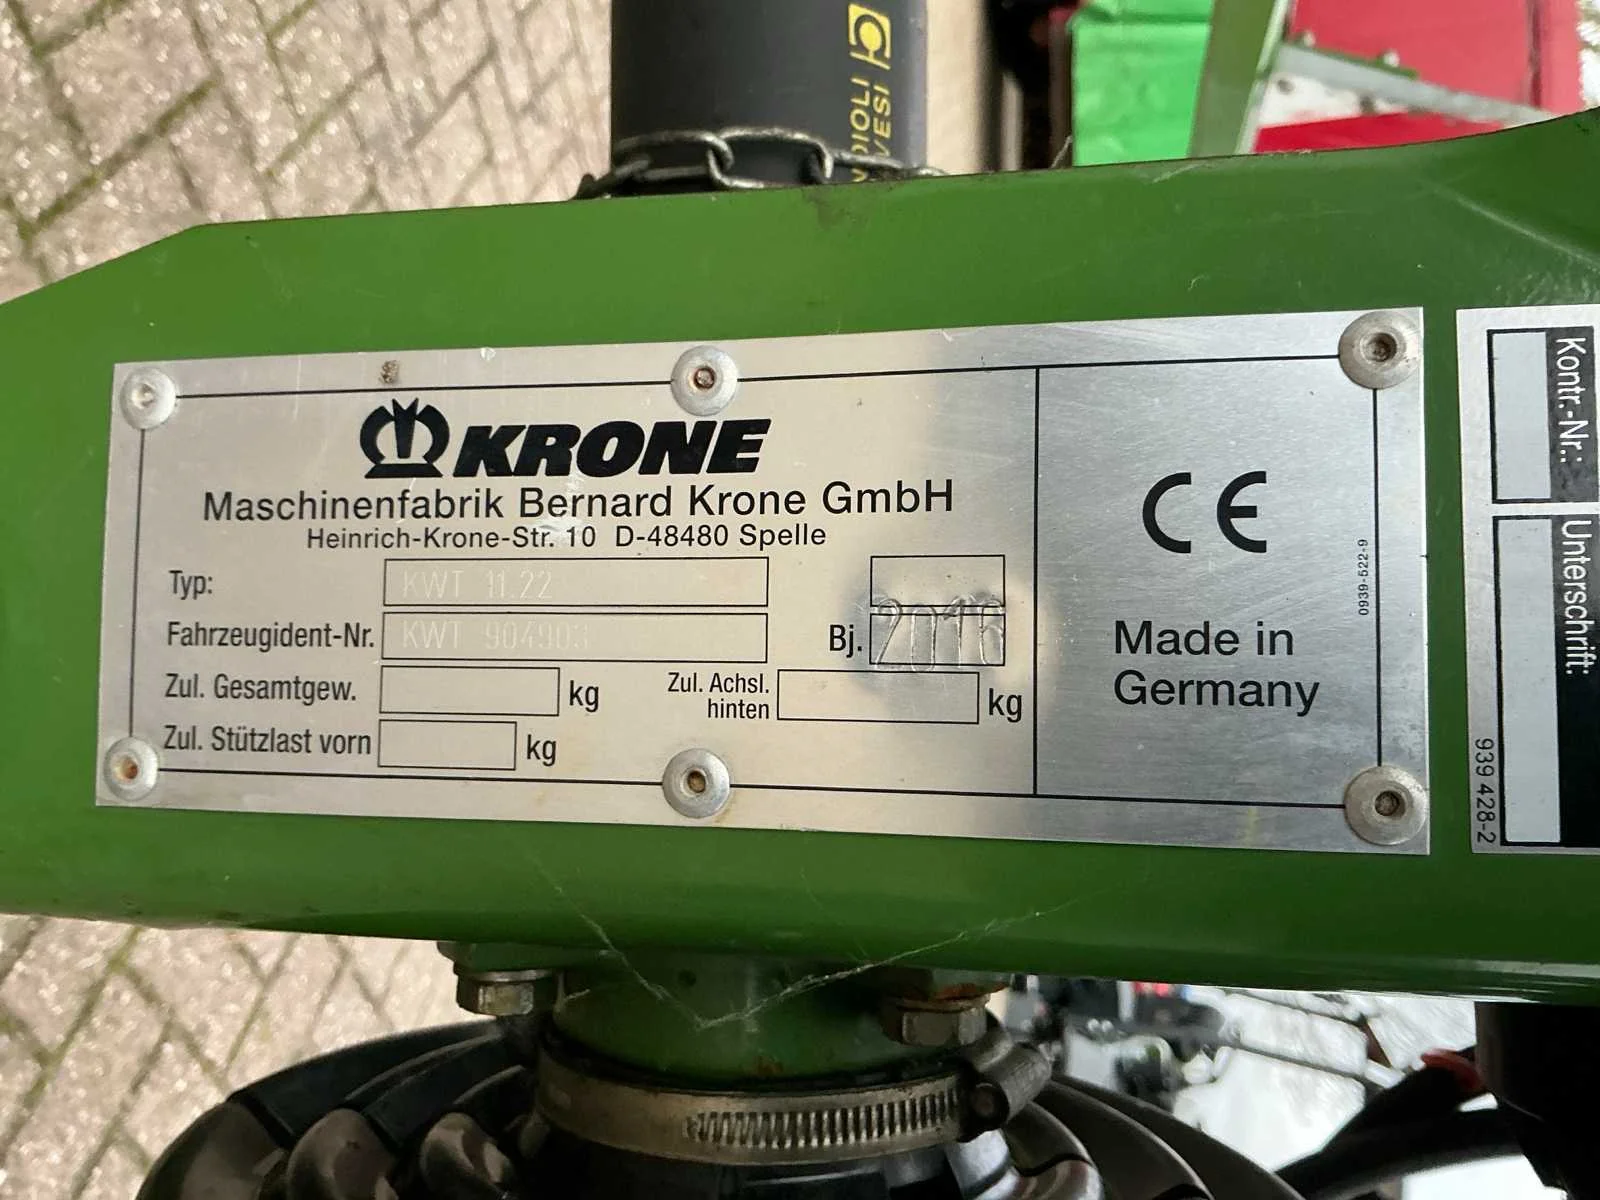 KRONE
Maschinenfabrik Bernard Krone GmbH
Heinrich-Krone-Str. 10 D-48480 Spelle
Typ: KWT 11.22
Fahrzeugident-Nr. KWT 904903 Bj. 2016
Zul. Gesamtgew. kg Zul. Achsl. hinten kg
Zul. Stützlast vorn kg
CE
Made in
Germany
0939-522-9
Kontr.-Nr.:
Unterschrift:
939 428-2